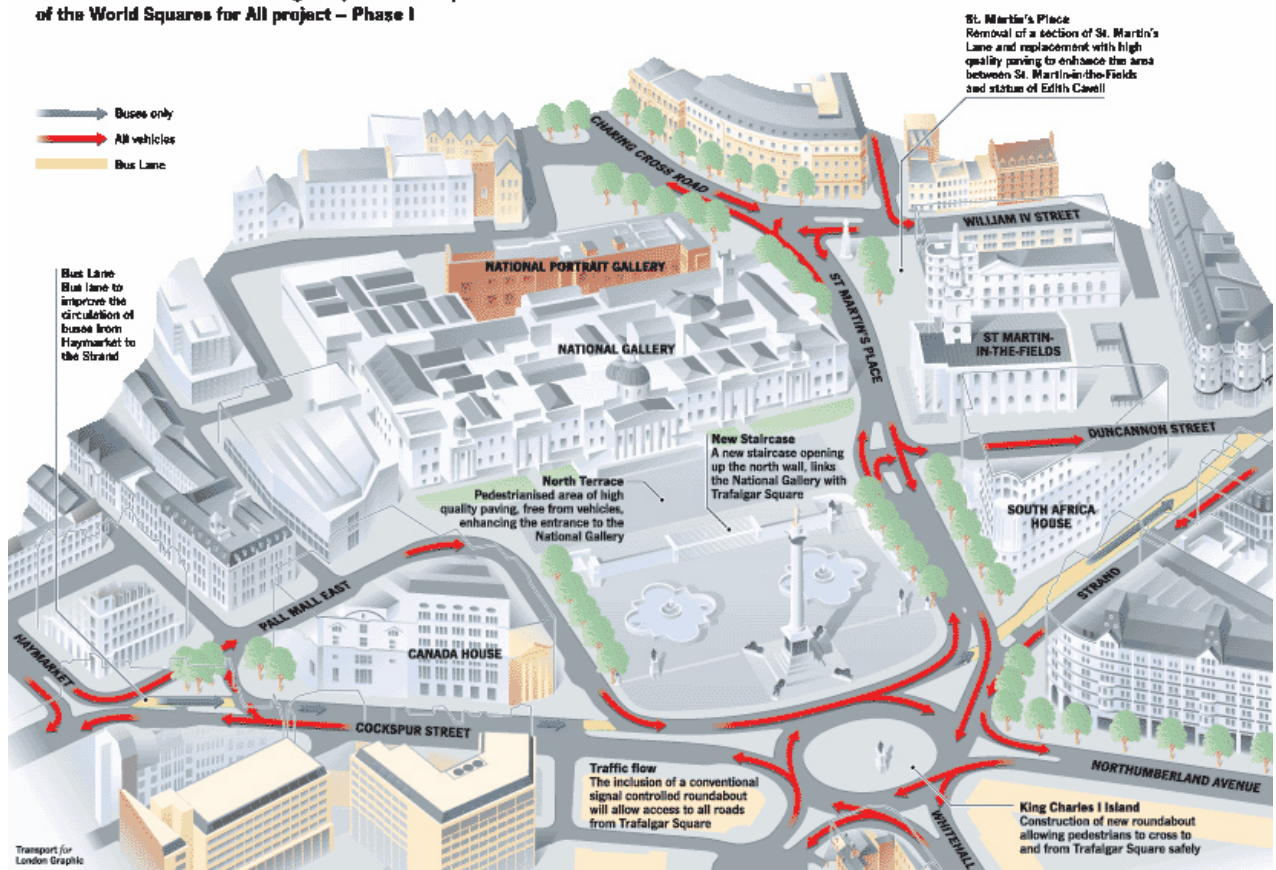 of the World Squares for All project – Phase I
St. Martin's Place
Removal of a section of St. Martin's
Lane and replacement with high
quality paving to enhance the area
between St. Martin-in-the-Fields
and statue of Edith Cavell
Buses only
All vehicles
Bus Lane
CHARING CROSS ROAD
WILLIAM IV STREET
Bus Lane
Bus lane to
improve the
circulation of
buses from
Haymarket to
the Strand
NATIONAL PORTRAIT GALLERY
ST MARTIN'S PLACE
NATIONAL GALLERY
ST MARTIN-
IN-THE-FIELDS
DUNCANNON STREET
New Staircase
A new staircase opening
up the north wall, links
the National Gallery with
Trafalgar Square
North Terrace
Pedestrianised area of high
quality paving, free from vehicles,
enhancing the entrance to the
National Gallery
SOUTH AFRICA
HOUSE
STRAND
PALL MALL EAST
HAYMARKET
CANADA HOUSE
COCKSPUR STREET
NORTHUMBERLAND AVENUE
Traffic flow
The inclusion of a conventional
signal controlled roundabout
will allow access to all roads
from Trafalgar Square
WHITEHALL
King Charles I Island
Construction of new roundabout
allowing pedestrians to cross to
and from Trafalgar Square safely
Transport for
London Graphic